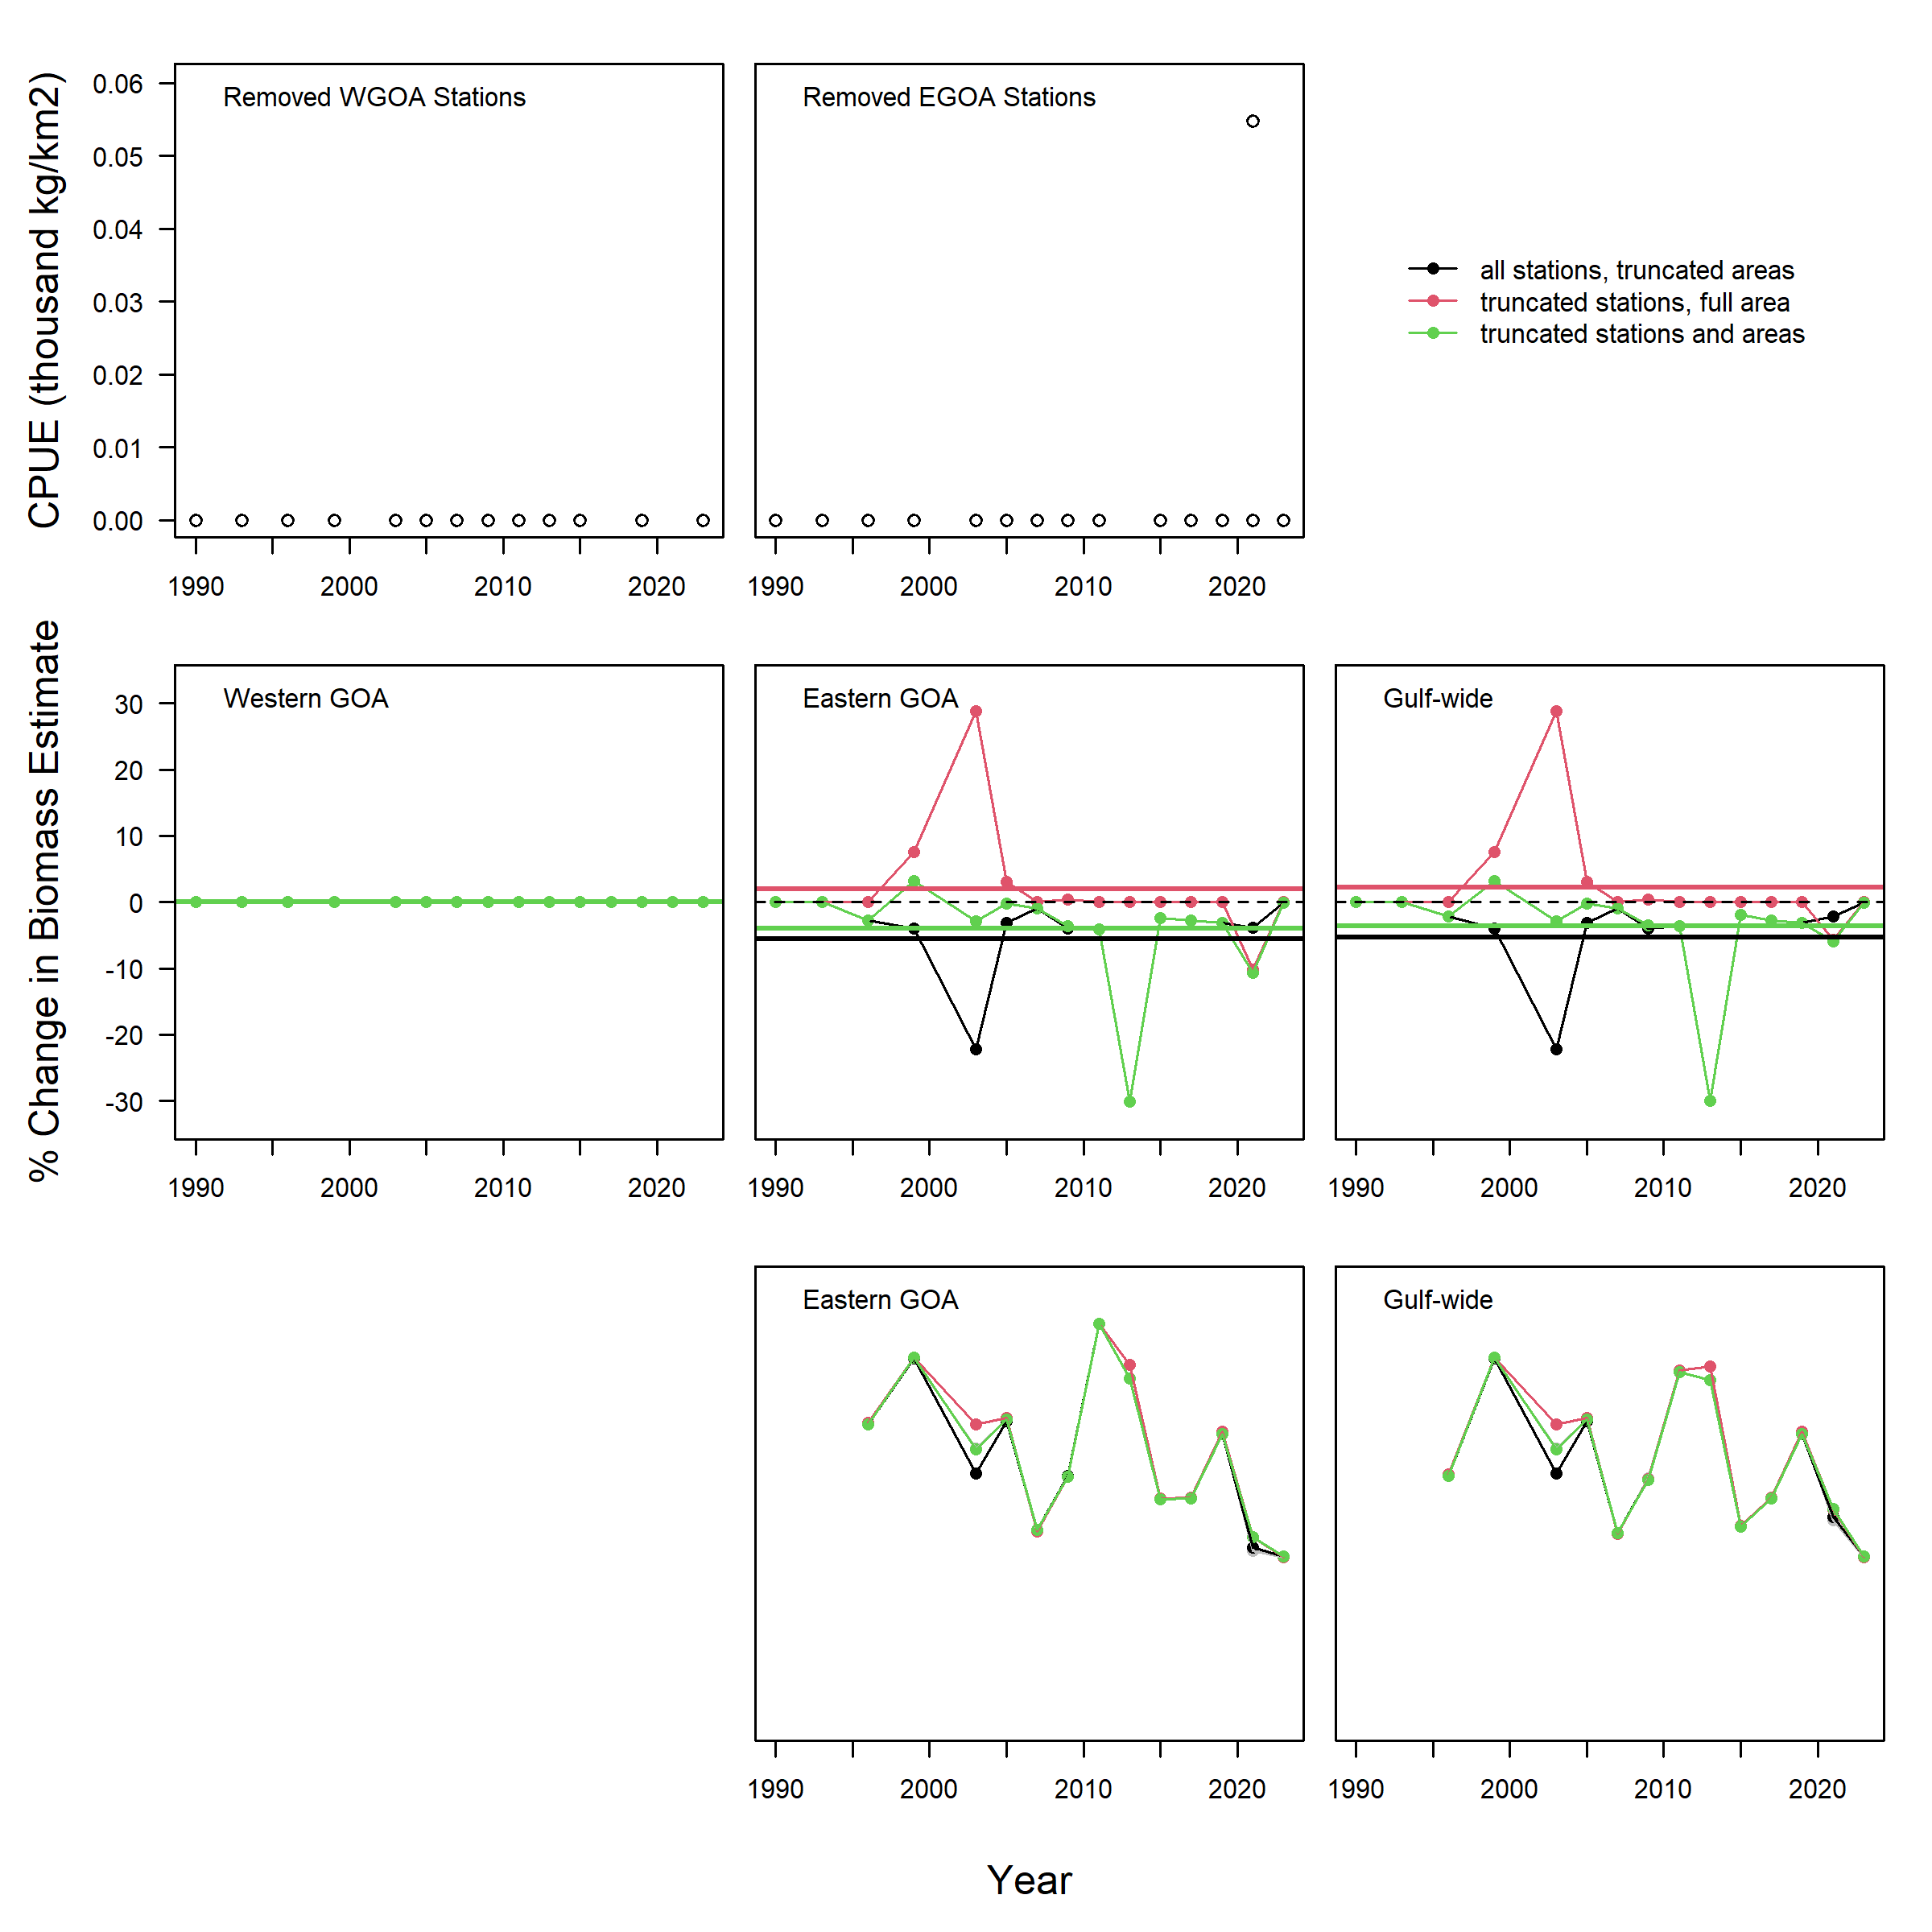 CPUE (thousand kg/km2)
0.06
0.05
0.04
0.03
0.02
0.01
0.00
Removed WGOA Stations
1990 2000 2010 2020
Removed EGOA Stations
1990 2000 2010 2020
all stations, truncated areas
truncated stations, full area
truncated stations and areas
% Change in Biomass Estimate
30
20
10
0
-10
-20
-30
Western GOA
1990 2000 2010 2020
Eastern GOA
1990 2000 2010 2020
Gulf-wide
1990 2000 2010 2020
Eastern GOA
1990 2000 2010 2020
Gulf-wide
1990 2000 2010 2020
Year